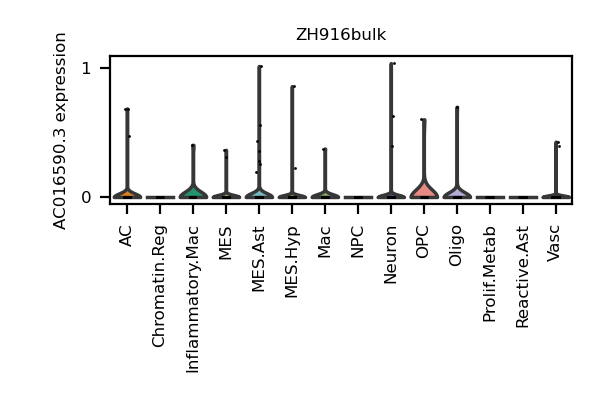 ZH916bulk
AC016590.3 expression
1
0
AC
Chromatin.Reg
Inflammatory.Mac
MES
MES.Ast
MES.Hyp
Mac
NPC
Neuron
OPC
Oligo
Prolif.Metab
Reactive.Ast
Vasc